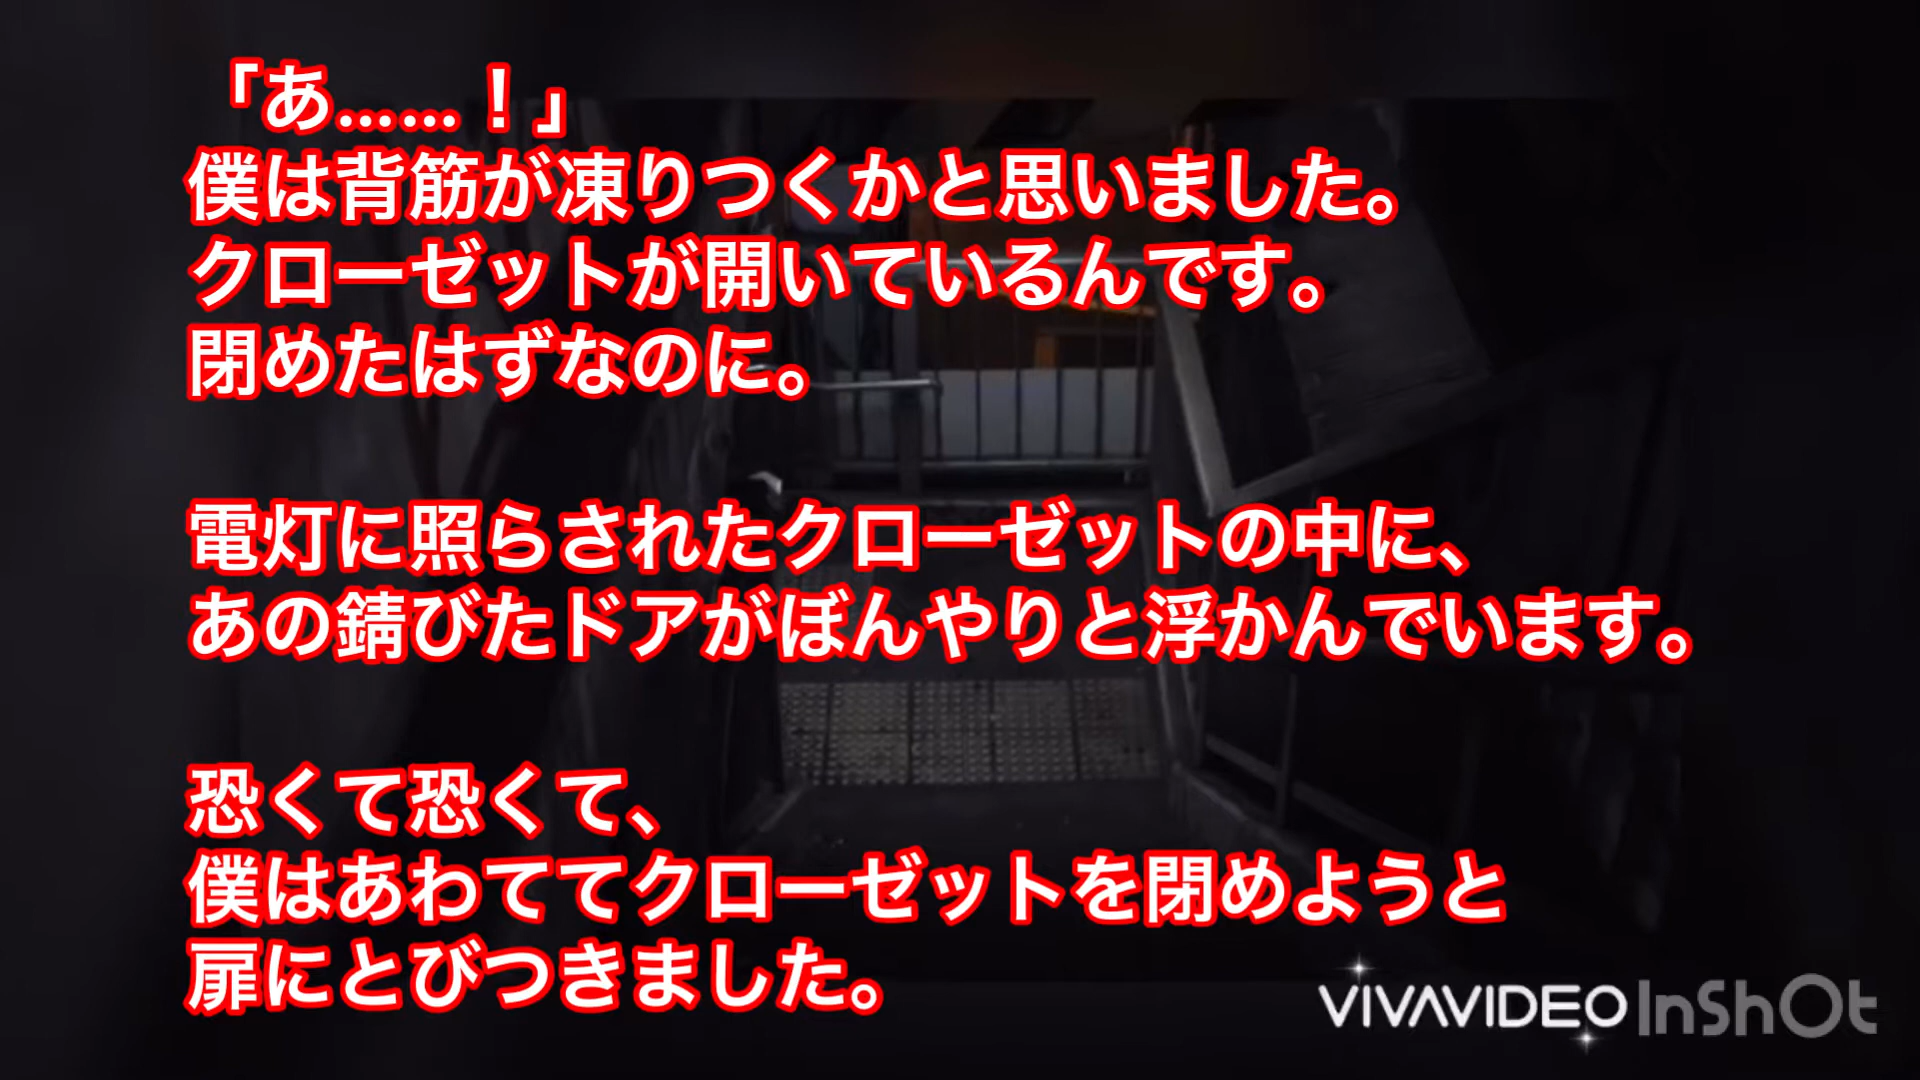 「あ……！」
僕は背筋が凍りつくかと思いました。
クローゼットが開いているんです。
閉めたはずなのに。
電灯に照らされたクローゼットの中に、
あの錆びたドアがぼんやりと浮かんでいます。
恐くて恐くて、
僕はあわててクローゼットを閉めようと
扉にとびつきました。
VIVAVIDEO InShOt